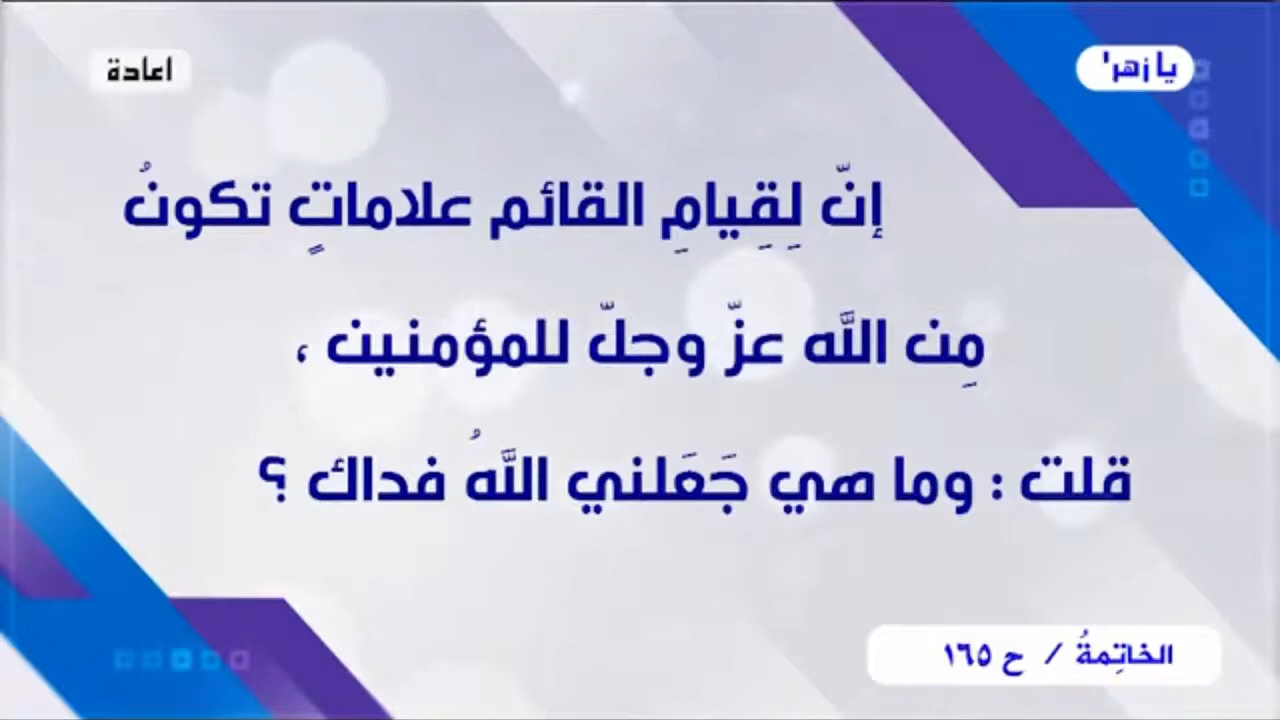 يا زهر'
اعادة
إنّ لِقِيامِ القائم علاماتٍ تكونُ
مِن اللَّه عزّ وجلّ للمؤمنين ،
قلت : وما هي جَعَلني اللَّهُ فداك ؟
الخاتِمةُ / ح ١٦٥